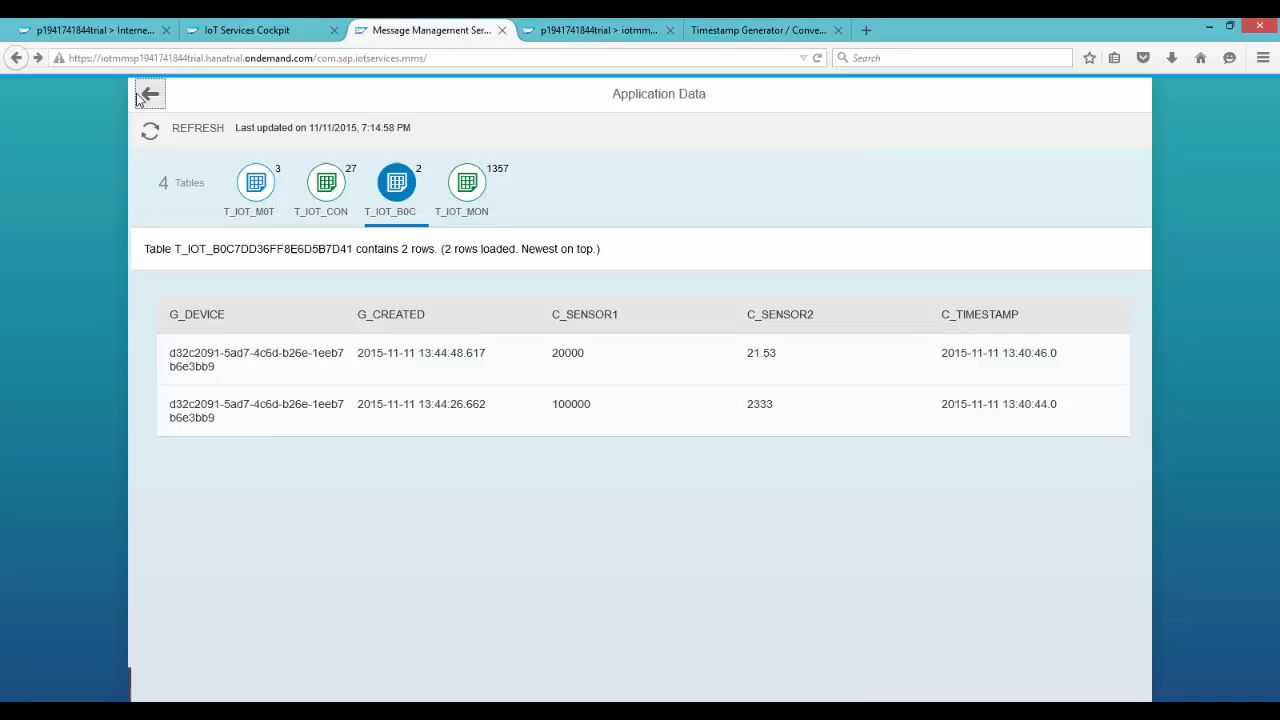 p1941741844trial > Interne...
IoT Services Cockpit
Message Management Ser...
p1941741844trial > iotmm...
Timestamp Generator / Conve...
https://iotmmsp1941741844trial.hanatrial.ondemand.com/com.sap.iotservices.mms/
Search
Application Data
REFRESH Last updated on 11/11/2015, 7:14:58 PM
4 Tables
3
27
2
1357
T_IOT_M0T
T_IOT_CON
T_IOT_B0C
T_IOT_MON
Table T_IOT_B0C7DD36FF8E6D5B7D41 contains 2 rows. (2 rows loaded. Newest on top.)
G_DEVICE G_CREATED C_SENSOR1 C_SENSOR2 C_TIMESTAMP
d32c2091-5ad7-4c6d-b26e-1eeb7 2015-11-11 13:44:48.617 20000 21.53 2015-11-11 13:40:46.0
b6e3bb9
d32c2091-5ad7-4c6d-b26e-1eeb7 2015-11-11 13:44:26.662 100000 2333 2015-11-11 13:40:44.0
b6e3bb9